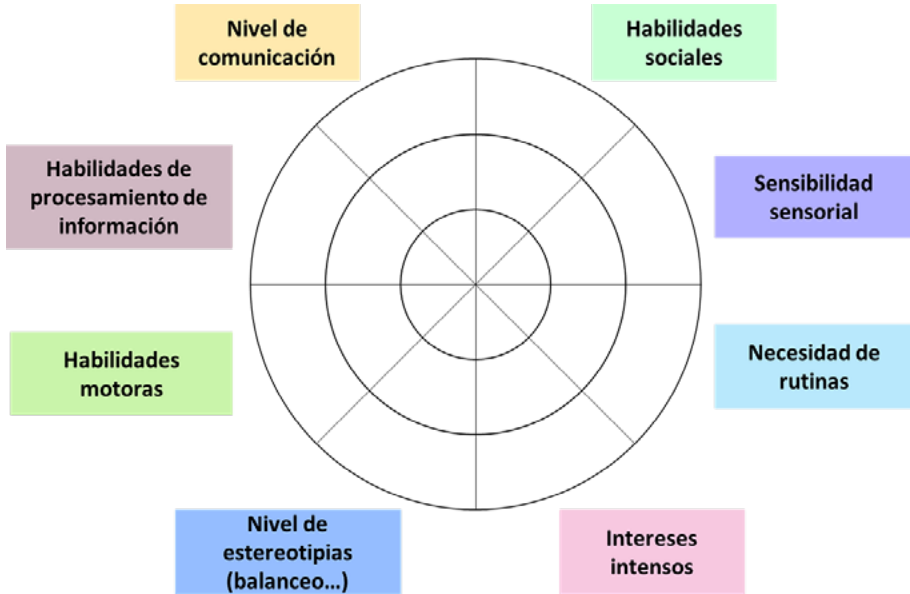 Nivel de
comunicación
Habilidades
sociales
Habilidades de
procesamiento de
información
Sensibilidad
sensorial
Habilidades
motoras
Necesidad de
rutinas
Nivel de
estereotipias
(balanceo...)
Intereses
intensos